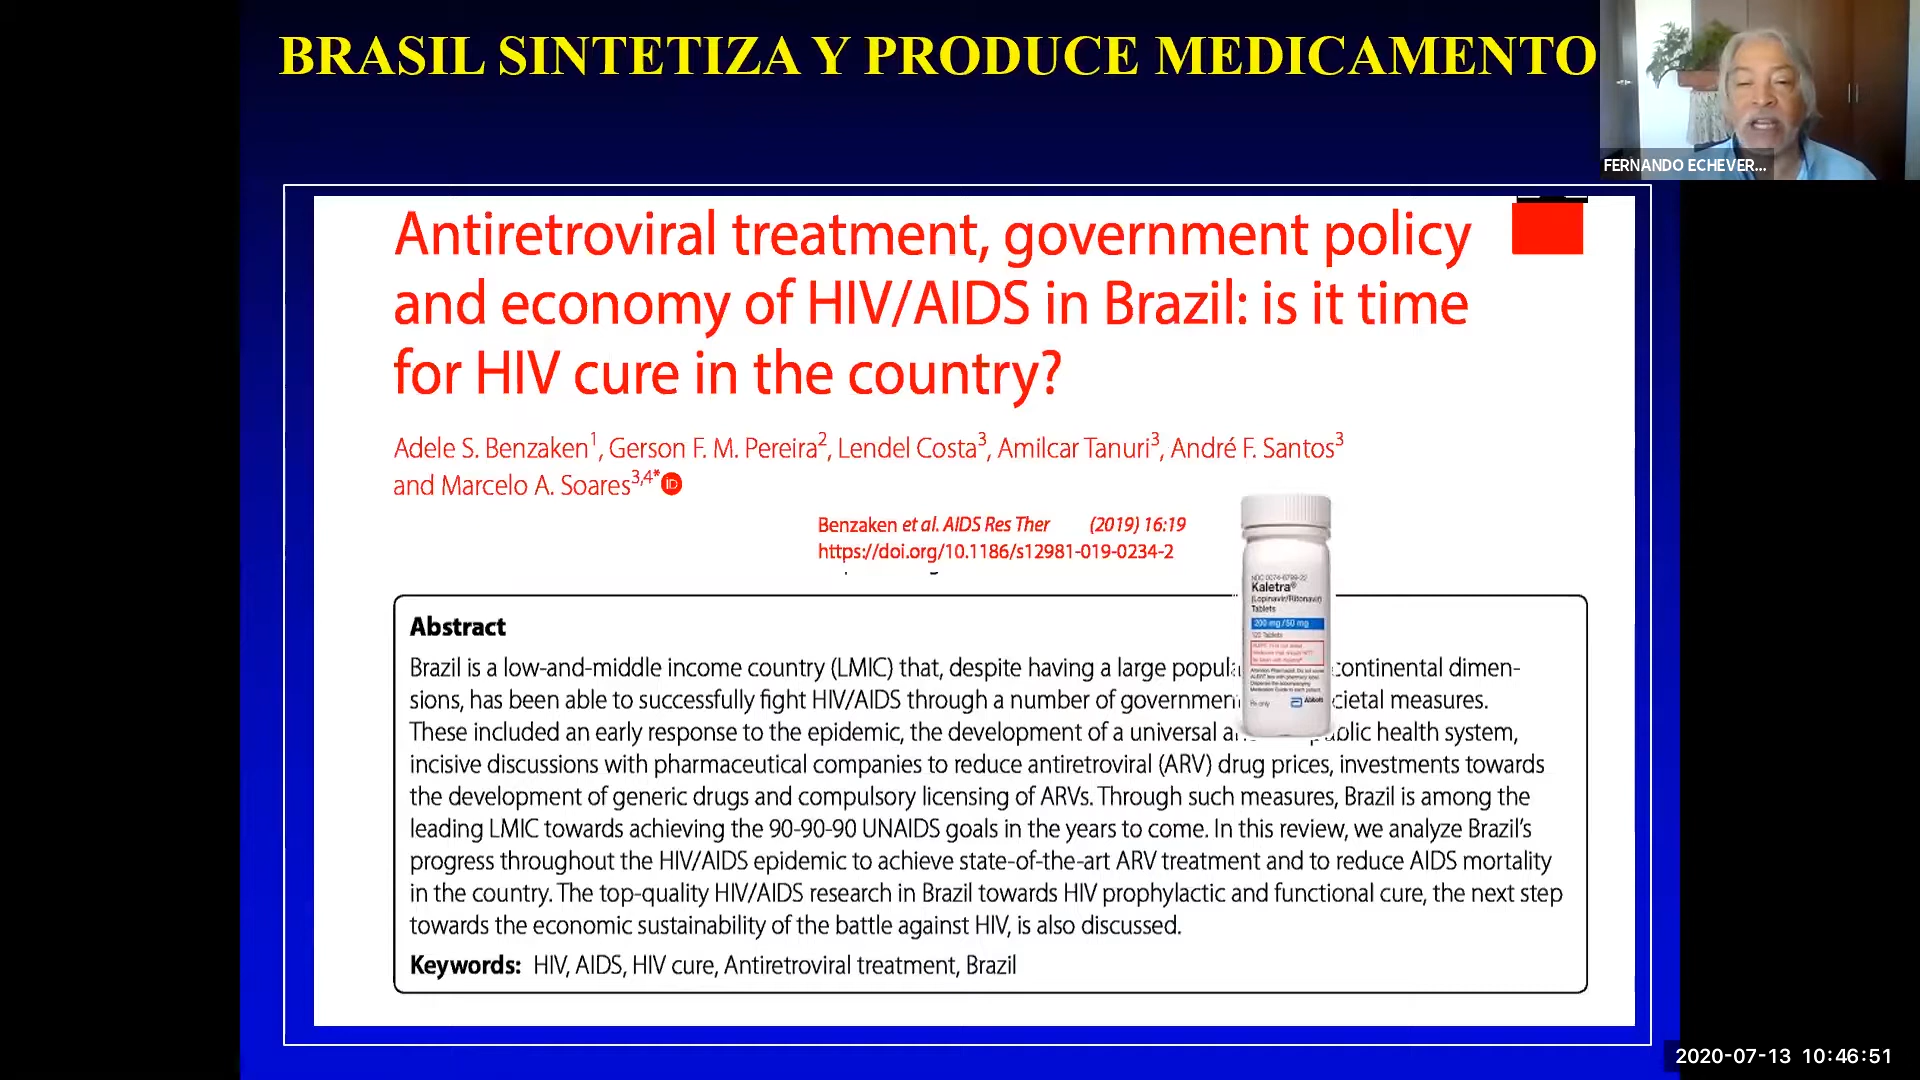 BRASIL SINTETIZA Y PRODUCE MEDICAMENTO
FERNANDO ECHEVER...
Antiretroviral treatment, government policy
and economy of HIV/AIDS in Brazil: is it time
for HIV cure in the country?
Adele S. Benzaken1, Gerson F. M. Pereira2, Lendel Costa3, Amilcar Tanuri3, André F. Santos3
and Marcelo A. Soares3,4* iD
Benzaken et al. AIDS Res Ther (2019) 16:19
https://doi.org/10.1186/s12981-019-0234-2
Kaletra®
(Lopinavir/Ritonavir)
Tablets
200 mg/50 mg
Rx only
Abbott
Abstract
Brazil is a low-and-middle income country (LMIC) that, despite having a large popula continental dimen-
sions, has been able to successfully fight HIV/AIDS through a number of governmen cietal measures.
These included an early response to the epidemic, the development of a universal a blic health system,
incisive discussions with pharmaceutical companies to reduce antiretroviral (ARV) drug prices, investments towards
the development of generic drugs and compulsory licensing of ARVs. Through such measures, Brazil is among the
leading LMIC towards achieving the 90-90-90 UNAIDS goals in the years to come. In this review, we analyze Brazil's
progress throughout the HIV/AIDS epidemic to achieve state-of-the-art ARV treatment and to reduce AIDS mortality
in the country. The top-quality HIV/AIDS research in Brazil towards HIV prophylactic and functional cure, the next step
towards the economic sustainability of the battle against HIV, is also discussed.
Keywords: HIV, AIDS, HIV cure, Antiretroviral treatment, Brazil
2020-07-13 10:46:51